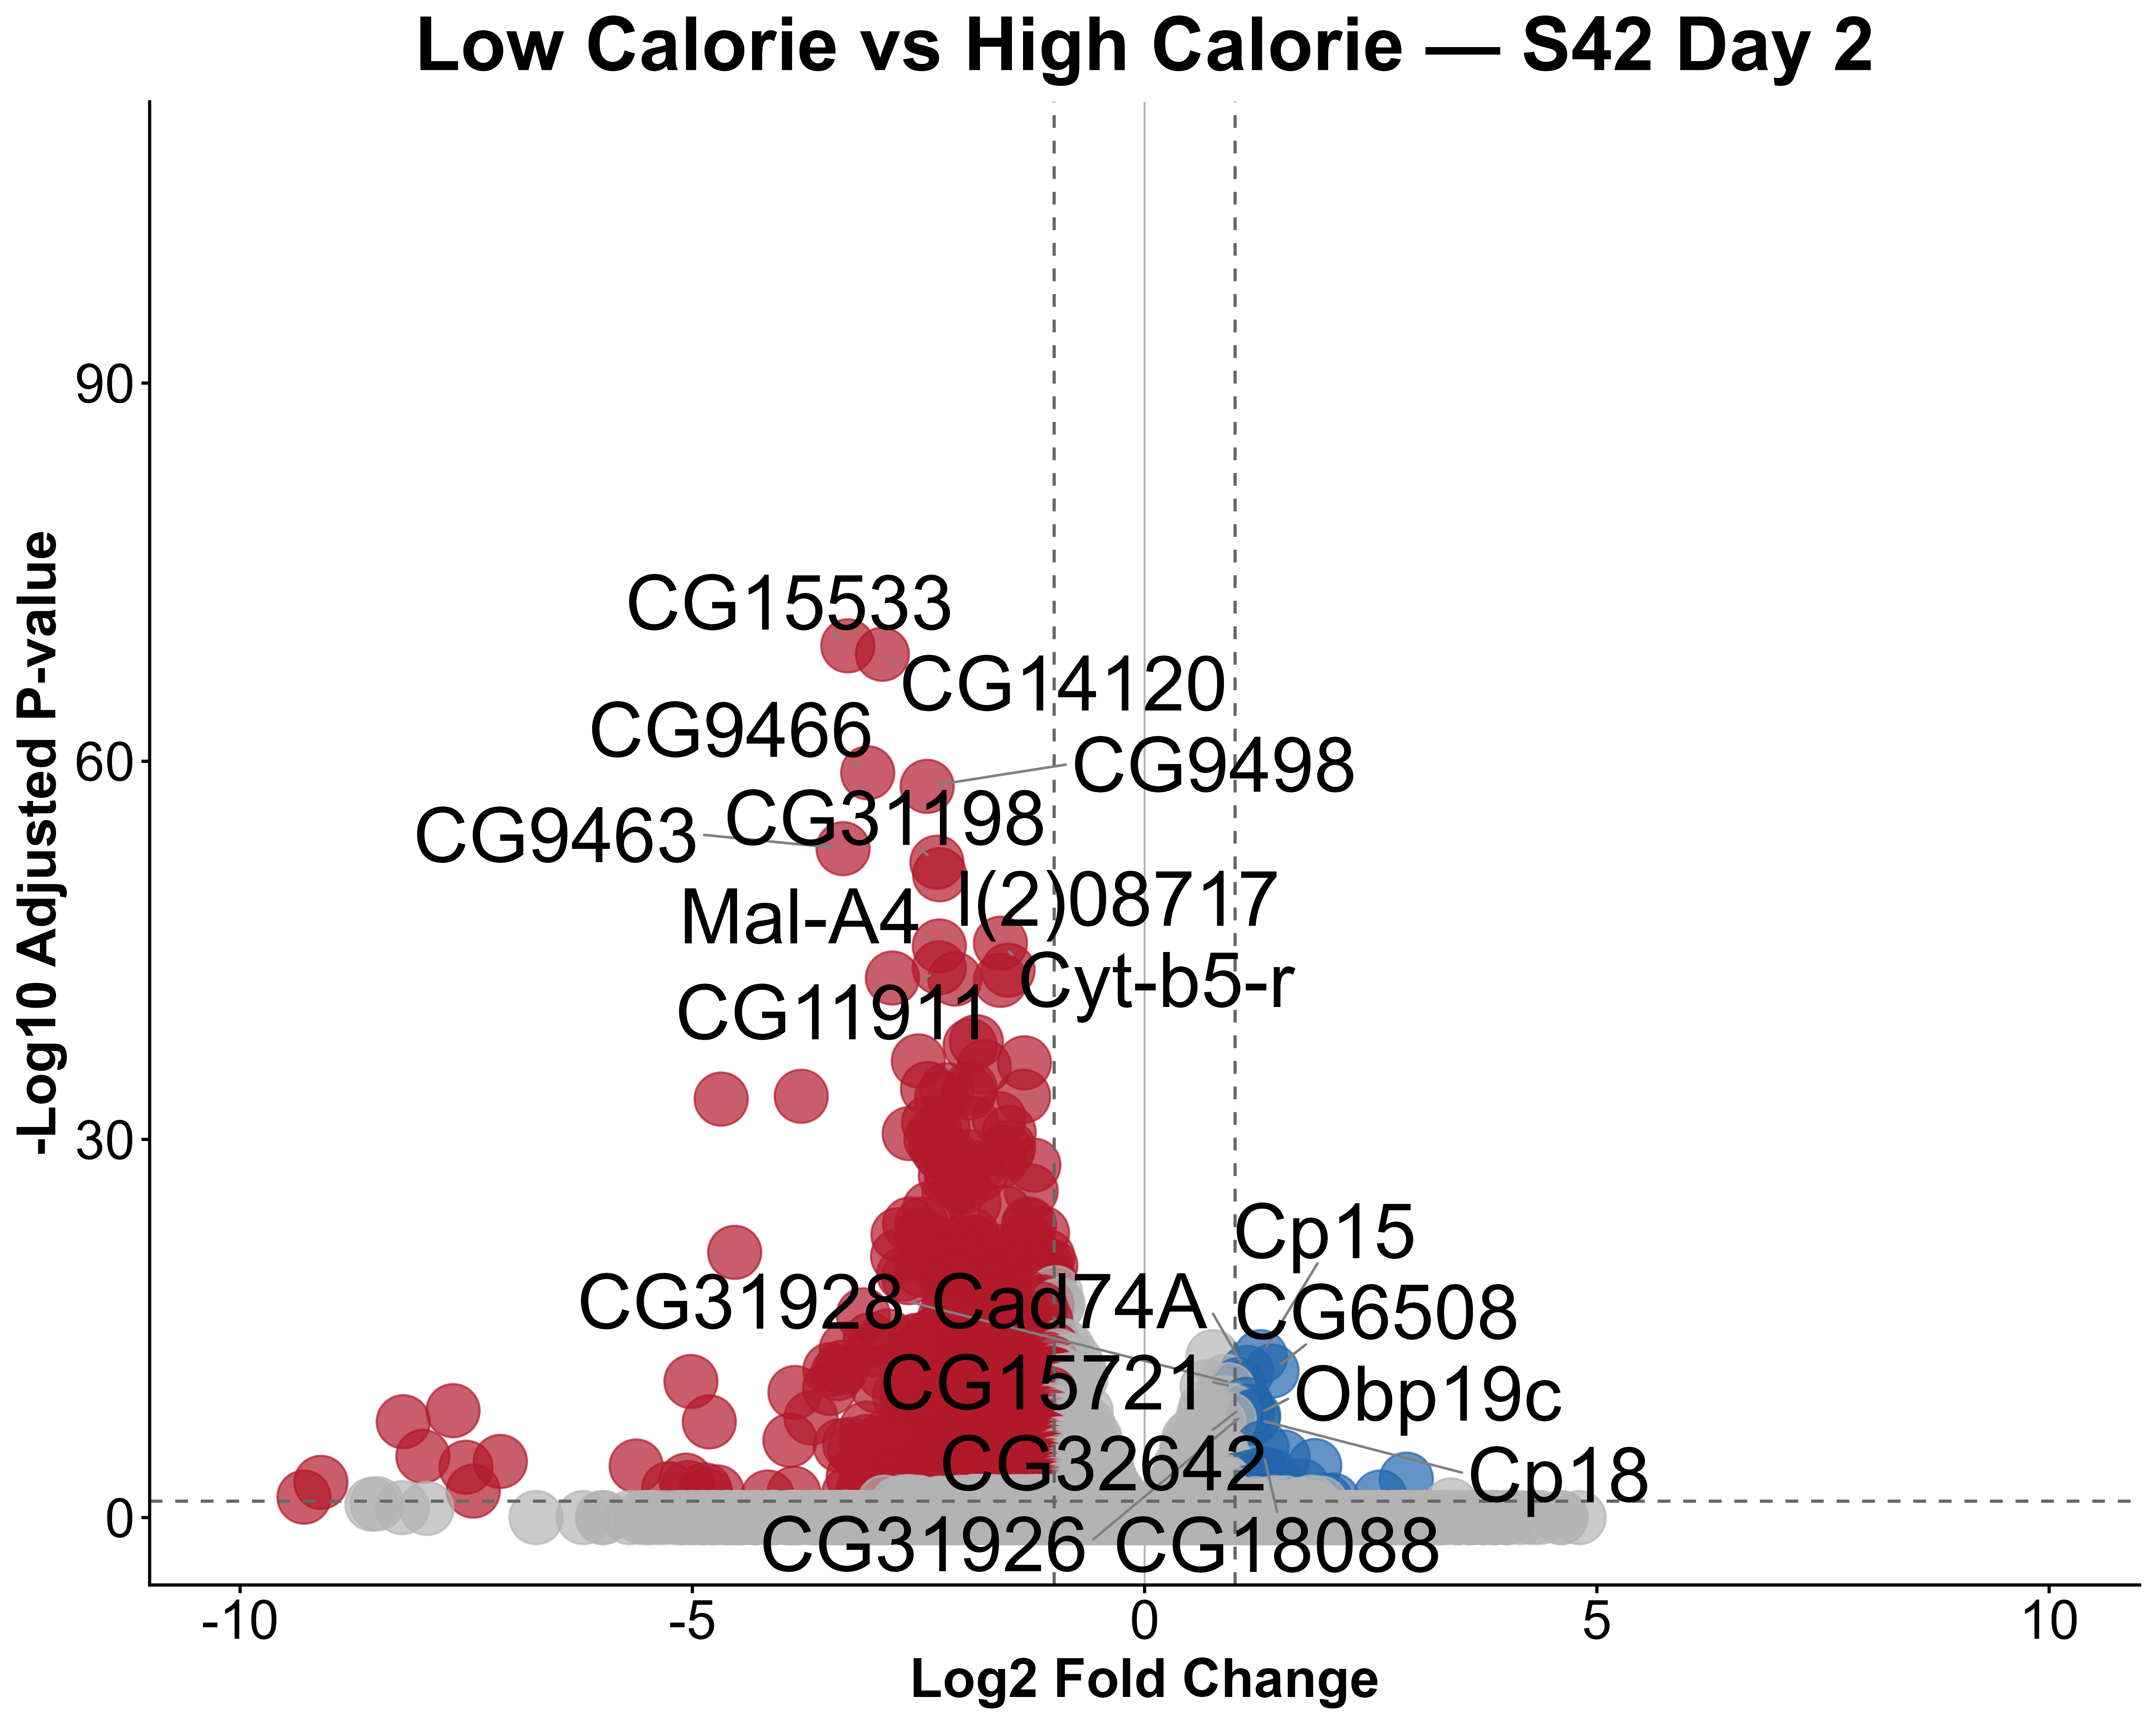 Low Calorie vs High Calorie — S42 Day 2
-Log10 Adjusted P-value
90
60
30
0
CG15533
CG14120
CG9466
CG9498
CG31198
CG9463
l(2)08717
Mal-A4
Cyt-b5-r
CG11911
Cp15
CG31928
Cad74A
CG6508
CG15721
Obp19c
CG32642
Cp18
CG31926
CG18088
-10
-5
0
5
10
Log2 Fold Change